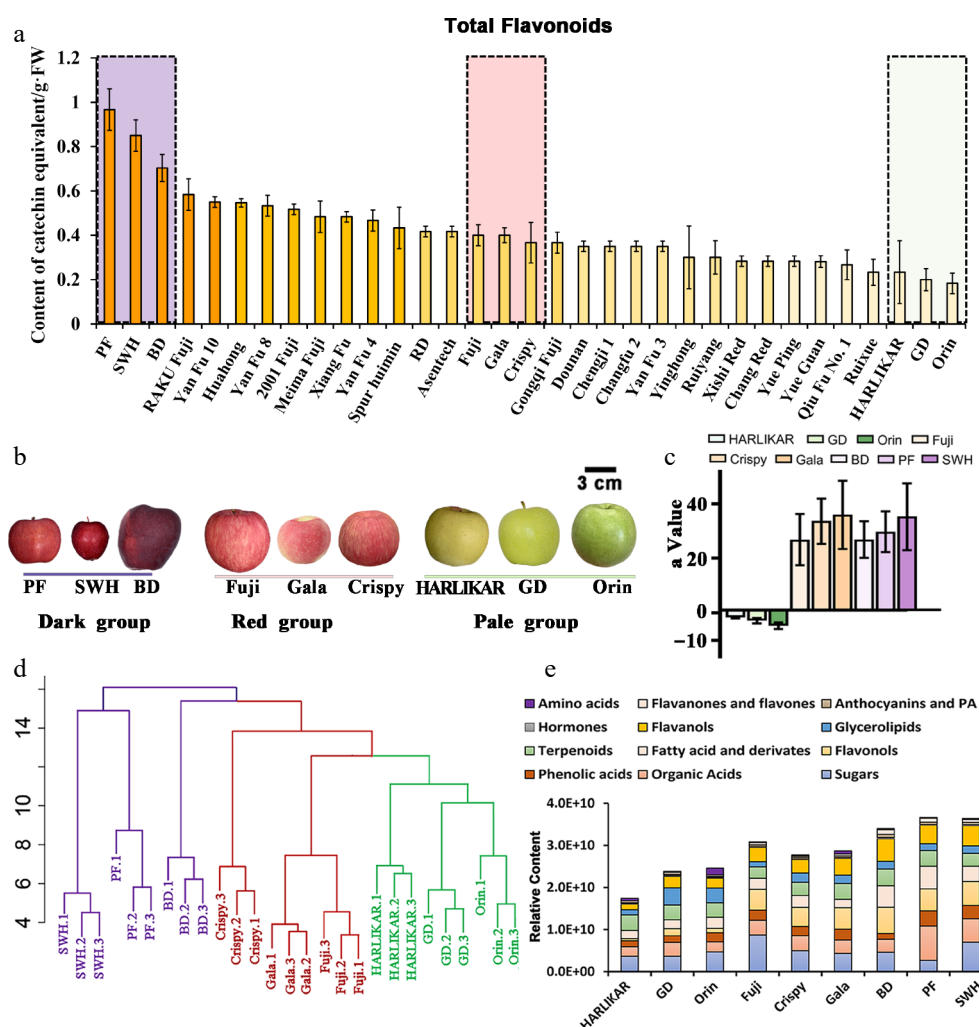 a
Total Flavonoids
Content of catechin equivalent/g·FW
1.2
1
0.8
0.6
0.4
0.2
0
PF
SWH
BD
RAKU Fuji
Yan Fu 10
Huahong
Yan Fu 8
2001 Fuji
Meima Fuji
Xiang Fu
Yan Fu 4
Spur huimin
RD
Asentech
Fuji
Gala
Crispy
Gongqi Fuji
Dounan
Chengji 1
Changfu 2
Yan Fu 3
Yinghong
Ruiyang
Xishi Red
Chang Red
Yue Ping
Yue Guan
Qiu Fu No. 1
Ruixue
HARLIKAR
GD
Orin
b
3 cm
PF SWH BD
Fuji Gala Crispy
HARLIKAR GD Orin
Dark group
Red group
Pale group
c
HARLIKAR GD Orin Fuji
Crispy Gala BD PF SWH
a Value
40
20
0
−10
d
14
10
8
6
4
SWH.1
SWH.2
SWH.3
PF.1
PF.2
PF.3
BD.1
BD.2
BD.3
Crispy.3
Crispy.2
Crispy.1
Gala.1
Gala.3
Gala.2
Fuji.3
Fuji.2
Fuji.1
HARLIKAR.1
HARLIKAR.2
HARLIKAR.3
GD.1
GD.2
GD.3
Orin.1
Orin.2
Orin.3
e
Amino acids Flavanones and flavones Anthocyanins and PA
Hormones Flavanols Glycerolipids
Terpenoids Fatty acid and derivates Flavonols
Phenolic acids Organic Acids Sugars
Relative Content
4.0E+10
3.0E+10
2.0E+10
1.0E+10
0.0E+00
HARLIKAR
GD
Orin
Fuji
Crispy
Gala
BD
PF
SWH